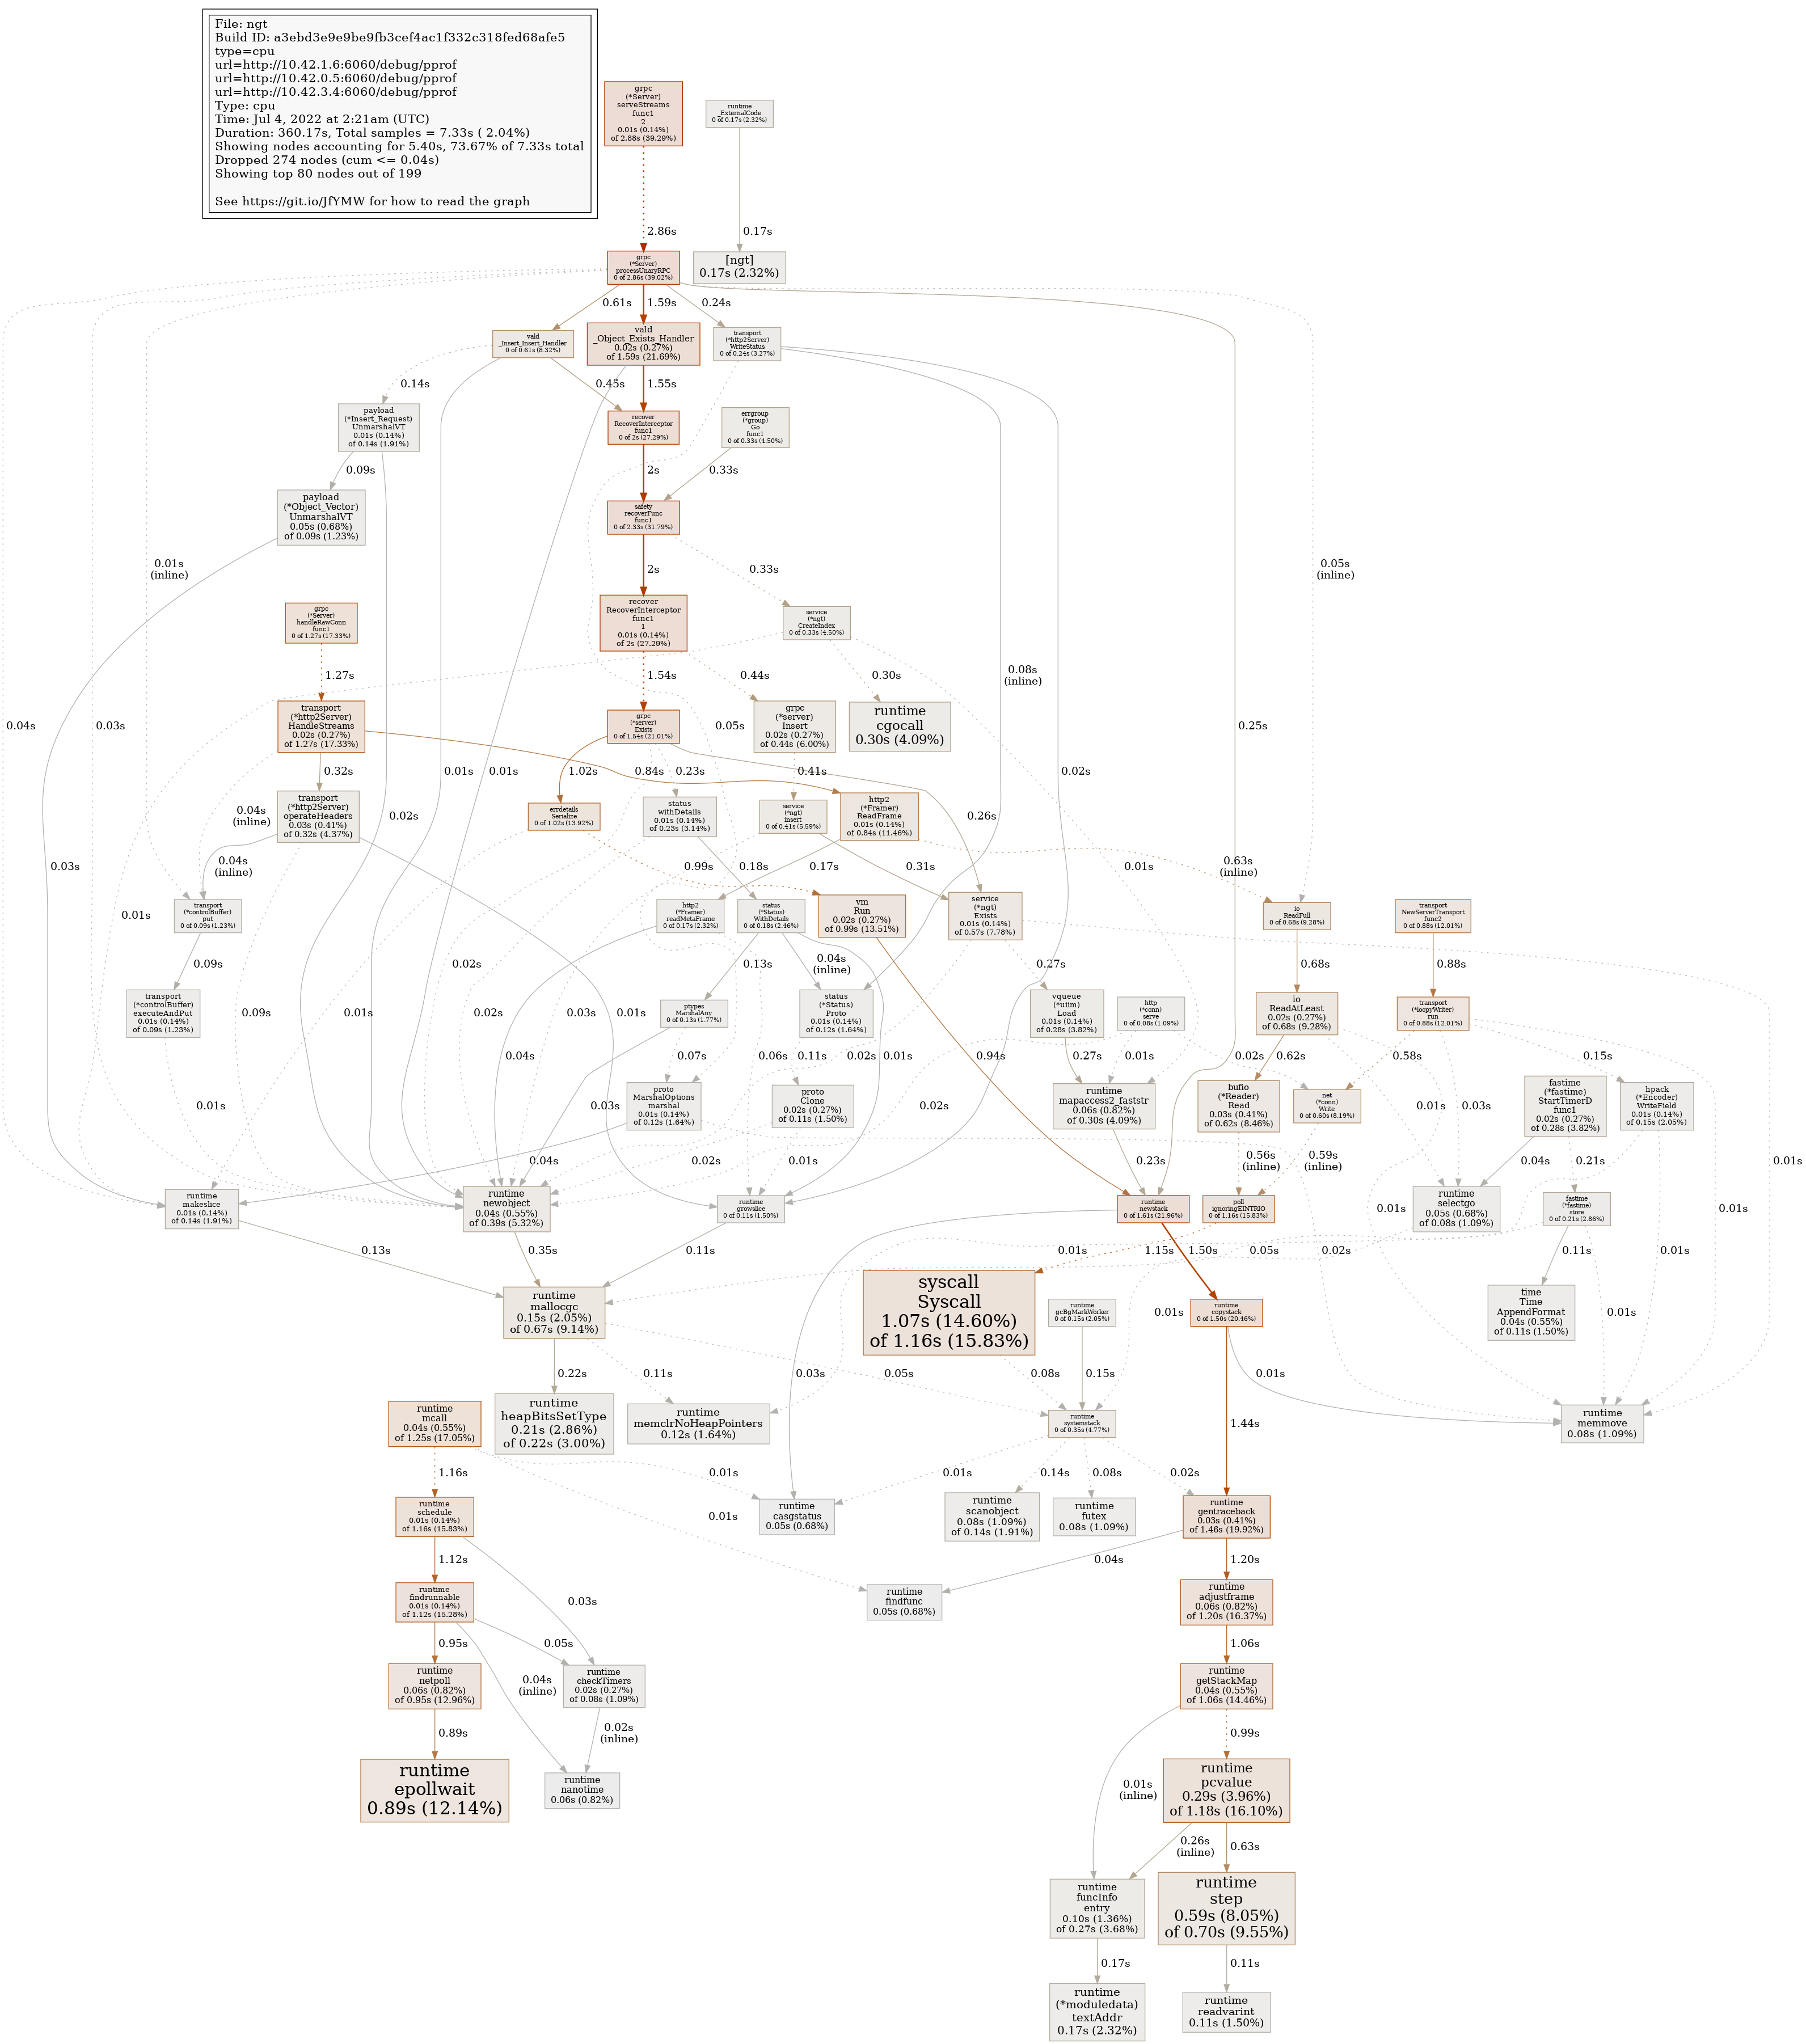 File: ngt
Build ID: a3ebd3e9e9be9fb3cef4ac1f332c318fed68afe5
type=cpu
url=http://10.42.1.6:6060/debug/pprof
url=http://10.42.0.5:6060/debug/pprof
url=http://10.42.3.4:6060/debug/pprof
Type: cpu
Time: Jul 4, 2022 at 2:21am (UTC)
Duration: 360.17s, Total samples = 7.33s ( 2.04%)
Showing nodes accounting for 5.40s, 73.67% of 7.33s total
Dropped 274 nodes (cum <= 0.04s)
Showing top 80 nodes out of 199
See https://git.io/JfYMW for how to read the graph
grpc
(*Server)
serveStreams
func1
2
0.01s (0.14%)
of 2.88s (39.29%)
runtime
_ExternalCode
0 of 0.17s (2.32%)
2.86s
0.17s
grpc
(*Server)
processUnaryRPC
0 of 2.86s (39.02%)
[ngt]
0.17s (2.32%)
0.61s
1.59s
0.24s
vald
_Insert_Insert_Handler
0 of 0.61s (8.32%)
vald
_Object_Exists_Handler
0.02s (0.27%)
of 1.59s (21.69%)
transport
(*http2Server)
WriteStatus
0 of 0.24s (3.27%)
0.14s
0.45s
1.55s
payload
(*Insert_Request)
UnmarshalVT
0.01s (0.14%)
of 0.14s (1.91%)
recover
RecoverInterceptor
func1
0 of 2s (27.29%)
errgroup
(*group)
Go
func1
0 of 0.33s (4.50%)
0.09s
2s
0.33s
payload
(*Object_Vector)
UnmarshalVT
0.05s (0.68%)
of 0.09s (1.23%)
safety
recoverFunc
func1
0 of 2.33s (31.79%)
0.01s
(inline)
2s
0.33s
0.05s
(inline)
grpc
(*Server)
handleRawConn
func1
0 of 1.27s (17.33%)
recover
RecoverInterceptor
func1
1
0.01s (0.14%)
of 2s (27.29%)
service
(*ngt)
CreateIndex
0 of 0.33s (4.50%)
1.27s
1.54s
0.44s
0.30s
0.08s
(inline)
0.04s
0.03s
transport
(*http2Server)
HandleStreams
0.02s (0.27%)
of 1.27s (17.33%)
grpc
(*server)
Exists
0 of 1.54s (21.01%)
0.05s
grpc
(*server)
Insert
0.02s (0.27%)
of 0.44s (6.00%)
runtime
cgocall
0.30s (4.09%)
0.25s
0.32s
0.01s
0.01s
1.02s
0.84s
0.23s
0.41s
0.02s
transport
(*http2Server)
operateHeaders
0.03s (0.41%)
of 0.32s (4.37%)
errdetails
Serialize
0 of 1.02s (13.92%)
status
withDetails
0.01s (0.14%)
of 0.23s (3.14%)
service
(*ngt)
insert
0 of 0.41s (5.59%)
http2
(*Framer)
ReadFrame
0.01s (0.14%)
of 0.84s (11.46%)
0.04s
(inline)
0.02s
0.26s
0.03s
0.04s
(inline)
0.99s
0.18s
0.17s
0.31s
0.01s
0.63s
(inline)
0.01s
transport
(*controlBuffer)
put
0 of 0.09s (1.23%)
http2
(*Framer)
readMetaFrame
0 of 0.17s (2.32%)
status
(*Status)
WithDetails
0 of 0.18s (2.46%)
vm
Run
0.02s (0.27%)
of 0.99s (13.51%)
service
(*ngt)
Exists
0.01s (0.14%)
of 0.57s (7.78%)
io
ReadFull
0 of 0.68s (9.28%)
transport
NewServerTransport
func2
0 of 0.88s (12.01%)
0.09s
0.02s
0.13s
0.04s
(inline)
0.27s
0.68s
0.88s
transport
(*controlBuffer)
executeAndPut
0.01s (0.14%)
of 0.09s (1.23%)
0.09s
0.01s
0.02s
0.03s
0.01s
ptypes
MarshalAny
0 of 0.13s (1.77%)
status
(*Status)
Proto
0.01s (0.14%)
of 0.12s (1.64%)
vqueue
(*uiim)
Load
0.01s (0.14%)
of 0.28s (3.82%)
http
(*conn)
serve
0 of 0.08s (1.09%)
io
ReadAtLeast
0.02s (0.27%)
of 0.68s (9.28%)
transport
(*loopyWriter)
run
0 of 0.88s (12.01%)
0.04s
0.07s
0.06s
0.11s
0.02s
0.01s
0.94s
0.27s
0.01s
0.02s
0.62s
0.58s
0.15s
proto
MarshalOptions
marshal
0.01s (0.14%)
of 0.12s (1.64%)
proto
Clone
0.02s (0.27%)
of 0.11s (1.50%)
runtime
mapaccess2_faststr
0.06s (0.82%)
of 0.30s (4.09%)
bufio
(*Reader)
Read
0.03s (0.41%)
of 0.62s (8.46%)
net
(*conn)
Write
0 of 0.60s (8.19%)
fastime
(*fastime)
StartTimerD
func1
0.02s (0.27%)
of 0.28s (3.82%)
hpack
(*Encoder)
WriteField
0.01s (0.14%)
of 0.15s (2.05%)
0.01s
0.03s
0.02s
0.01s
0.03s
0.04s
0.02s
0.01s
0.23s
0.56s
(inline)
0.59s
(inline)
0.04s
0.21s
0.01s
runtime
makeslice
0.01s (0.14%)
of 0.14s (1.91%)
runtime
newobject
0.04s (0.55%)
of 0.39s (5.32%)
runtime
growslice
0 of 0.11s (1.50%)
runtime
newstack
0 of 1.61s (21.96%)
poll
ignoringEINTRIO
0 of 1.16s (15.83%)
runtime
selectgo
0.05s (0.68%)
of 0.08s (1.09%)
fastime
(*fastime)
store
0 of 0.21s (2.86%)
0.01s
0.01s
0.13s
0.35s
0.11s
0.01s
1.15s
1.50s
0.05s
0.02s
0.11s
0.01s
runtime
mallocgc
0.15s (2.05%)
of 0.67s (9.14%)
syscall
Syscall
1.07s (14.60%)
of 1.16s (15.83%)
runtime
gcBgMarkWorker
0 of 0.15s (2.05%)
0.01s
runtime
copystack
0 of 1.50s (20.46%)
time
Time
AppendFormat
0.04s (0.55%)
of 0.11s (1.50%)
0.01s
0.22s
0.11s
0.05s
0.03s
0.08s
0.15s
0.01s
runtime
mcall
0.04s (0.55%)
of 1.25s (17.05%)
runtime
heapBitsSetType
0.21s (2.86%)
of 0.22s (3.00%)
runtime
memclrNoHeapPointers
0.12s (1.64%)
runtime
systemstack
0 of 0.35s (4.77%)
1.44s
runtime
memmove
0.08s (1.09%)
1.16s
0.01s
0.01s
0.14s
0.08s
0.02s
runtime
schedule
0.01s (0.14%)
of 1.16s (15.83%)
0.01s
runtime
casgstatus
0.05s (0.68%)
runtime
scanobject
0.08s (1.09%)
of 0.14s (1.91%)
runtime
futex
0.08s (1.09%)
runtime
gentraceback
0.03s (0.41%)
of 1.46s (19.92%)
1.12s
0.04s
1.20s
runtime
findrunnable
0.01s (0.14%)
of 1.12s (15.28%)
0.03s
runtime
findfunc
0.05s (0.68%)
runtime
adjustframe
0.06s (0.82%)
of 1.20s (16.37%)
0.95s
0.05s
1.06s
runtime
netpoll
0.06s (0.82%)
of 0.95s (12.96%)
0.04s
(inline)
runtime
checkTimers
0.02s (0.27%)
of 0.08s (1.09%)
runtime
getStackMap
0.04s (0.55%)
of 1.06s (14.46%)
0.89s
0.02s
(inline)
0.99s
runtime
epollwait
0.89s (12.14%)
runtime
nanotime
0.06s (0.82%)
0.01s
(inline)
runtime
pcvalue
0.29s (3.96%)
of 1.18s (16.10%)
0.26s
(inline)
0.63s
runtime
funcInfo
entry
0.10s (1.36%)
of 0.27s (3.68%)
runtime
step
0.59s (8.05%)
of 0.70s (9.55%)
0.17s
0.11s
runtime
(*moduledata)
textAddr
0.17s (2.32%)
runtime
readvarint
0.11s (1.50%)